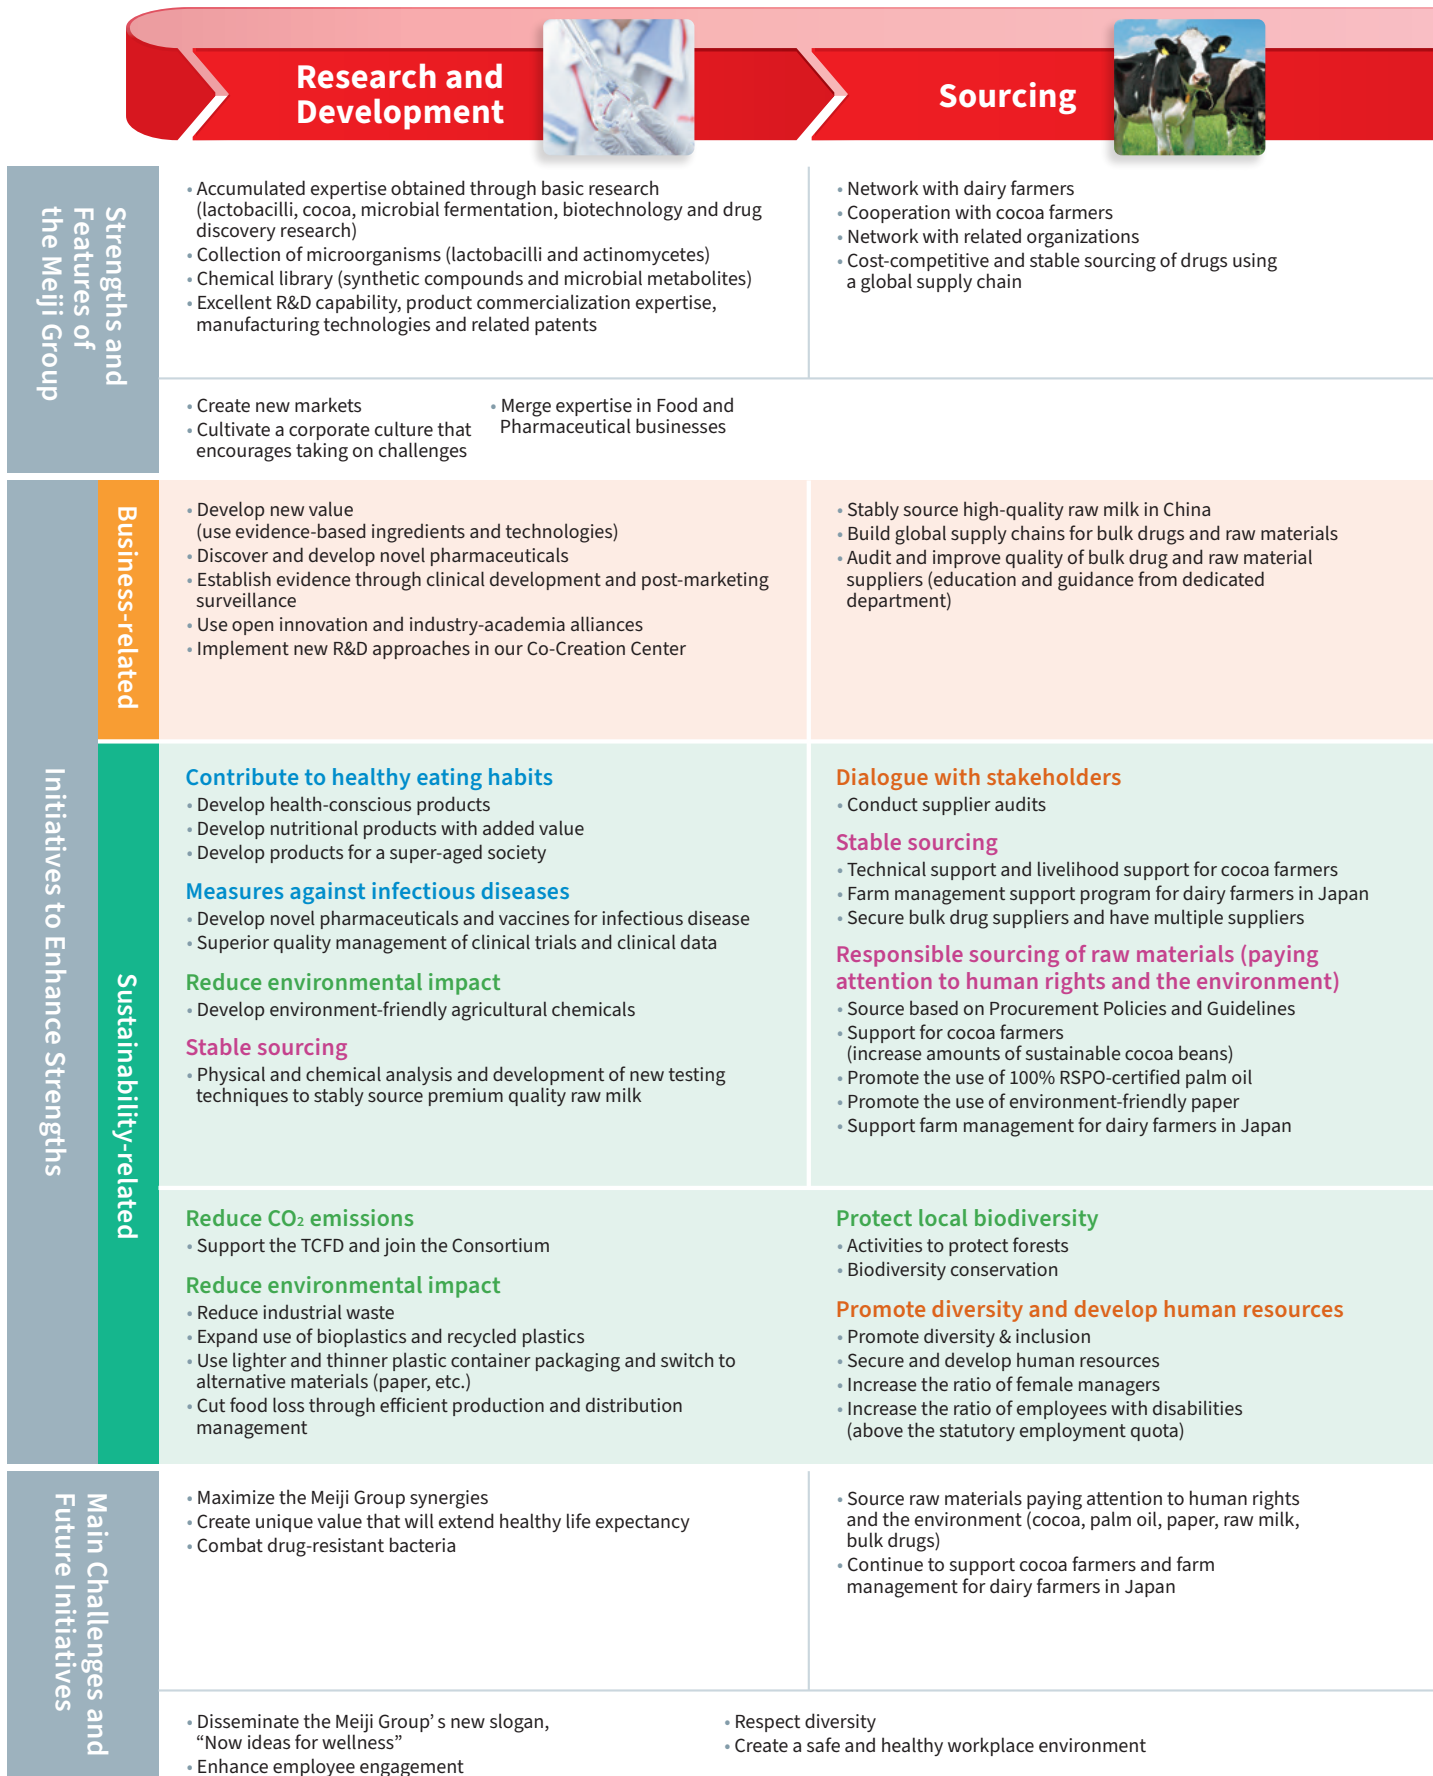 Research and
Development
Sourcing
Strengths and
Features of
the Meiji Group
• Accumulated expertise obtained through basic research
(lactobacilli, cocoa, microbial fermentation, biotechnology and drug
discovery research)
• Collection of microorganisms (lactobacilli and actinomycetes)
• Chemical library (synthetic compounds and microbial metabolites)
• Excellent R&D capability, product commercialization expertise,
manufacturing technologies and related patents
• Network with dairy farmers
• Cooperation with cocoa farmers
• Network with related organizations
• Cost-competitive and stable sourcing of drugs using
a global supply chain
• Create new markets
• Cultivate a corporate culture that
encourages taking on challenges
• Merge expertise in Food and
Pharmaceutical businesses
Initiatives to Enhance Strengths
Business-related
• Develop new value
(use evidence-based ingredients and technologies)
• Discover and develop novel pharmaceuticals
• Establish evidence through clinical development and post-marketing
surveillance
• Use open innovation and industry-academia alliances
• Implement new R&D approaches in our Co-Creation Center
• Stably source high-quality raw milk in China
• Build global supply chains for bulk drugs and raw materials
• Audit and improve quality of bulk drug and raw material
suppliers (education and guidance from dedicated
department)
Sustainability-related
Contribute to healthy eating habits
• Develop health-conscious products
• Develop nutritional products with added value
• Develop products for a super-aged society
Measures against infectious diseases
• Develop novel pharmaceuticals and vaccines for infectious disease
• Superior quality management of clinical trials and clinical data
Reduce environmental impact
• Develop environment-friendly agricultural chemicals
Stable sourcing
• Physical and chemical analysis and development of new testing
techniques to stably source premium quality raw milk
Dialogue with stakeholders
• Conduct supplier audits
Stable sourcing
• Technical support and livelihood support for cocoa farmers
• Farm management support program for dairy farmers in Japan
• Secure bulk drug suppliers and have multiple suppliers
Responsible sourcing of raw materials (paying
attention to human rights and the environment)
• Source based on Procurement Policies and Guidelines
• Support for cocoa farmers
(increase amounts of sustainable cocoa beans)
• Promote the use of 100% RSPO-certified palm oil
• Promote the use of environment-friendly paper
• Support farm management for dairy farmers in Japan
Reduce CO₂ emissions
• Support the TCFD and join the Consortium
Reduce environmental impact
• Reduce industrial waste
• Expand use of bioplastics and recycled plastics
• Use lighter and thinner plastic container packaging and switch to
alternative materials (paper, etc.)
• Cut food loss through efficient production and distribution
management
Protect local biodiversity
• Activities to protect forests
• Biodiversity conservation
Promote diversity and develop human resources
• Promote diversity & inclusion
• Secure and develop human resources
• Increase the ratio of female managers
• Increase the ratio of employees with disabilities
(above the statutory employment quota)
Main Challenges and
Future Initiatives
• Maximize the Meiji Group synergies
• Create unique value that will extend healthy life expectancy
• Combat drug-resistant bacteria
• Source raw materials paying attention to human rights
and the environment (cocoa, palm oil, paper, raw milk,
bulk drugs)
• Continue to support cocoa farmers and farm
management for dairy farmers in Japan
• Disseminate the Meiji Group’ s new slogan,
“Now ideas for wellness”
• Enhance employee engagement
• Respect diversity
• Create a safe and healthy workplace environment